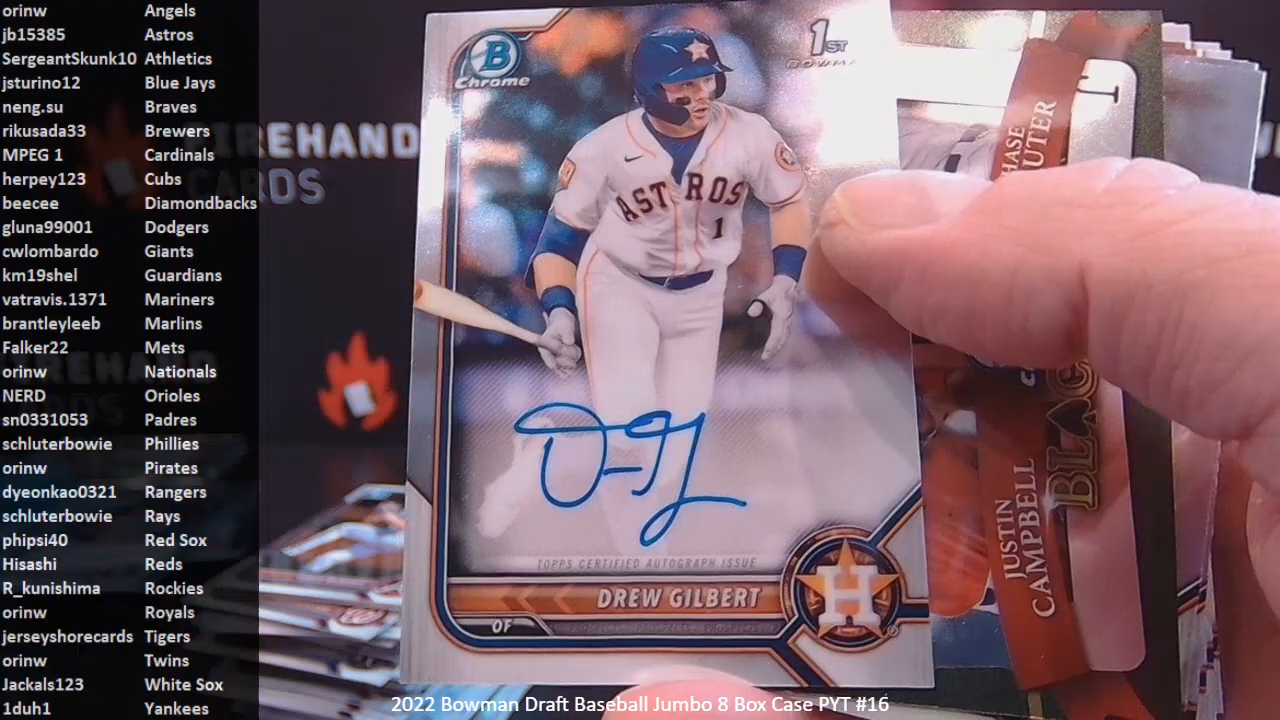 orinw Angels
jb15385 Astros
SergeantSkunk10 Athletics
jsturino12 Blue Jays
neng.su Braves
rikusada33 Brewers
MPEG 1 Cardinals
herpey123 Cubs
beecee Diamondbacks
gluna99001 Dodgers
cwlombardo Giants
km19shel Guardians
vatravis.1371 Mariners
brantleyleeb Marlins
Falker22 Mets
orinw Nationals
NERD Orioles
sn0331053 Padres
schluterbowie Phillies
orinw Pirates
dyeonkao0321 Rangers
schluterbowie Rays
phipsi40 Red Sox
Hisashi Reds
R_kunishima Rockies
orinw Royals
jerseyshorecards Tigers
orinw Twins
Jackals123 White Sox
1duh1 Yankees
FIREHAND
CARDS
B
Chrome
1ST
BOWMAN
ASTROS
1
TOPPS CERTIFIED AUTOGRAPH ISSUE
DREW GILBERT
OF
H
JUSTIN
CAMPBELL
2022 Bowman Draft Baseball Jumbo 8 Box Case PYT #16